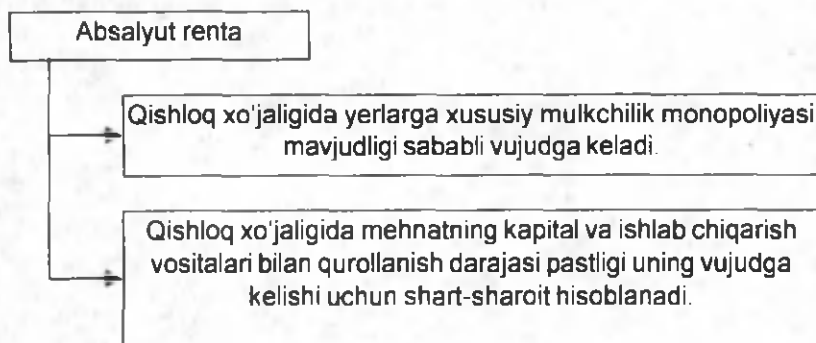 Absalyut renta
Qishloq xo'jaligida yerlarga xususiy mulkchilik monopoliyasi
mavjudligi sababli vujudga keladi.
Qishloq xo'jaligida mehnatning kapital va ishlab chiqarish
vositalari bilan qurollanish darajasi pastligi uning vujudga
kelishi uchun shart-sharoit hisoblanadi.